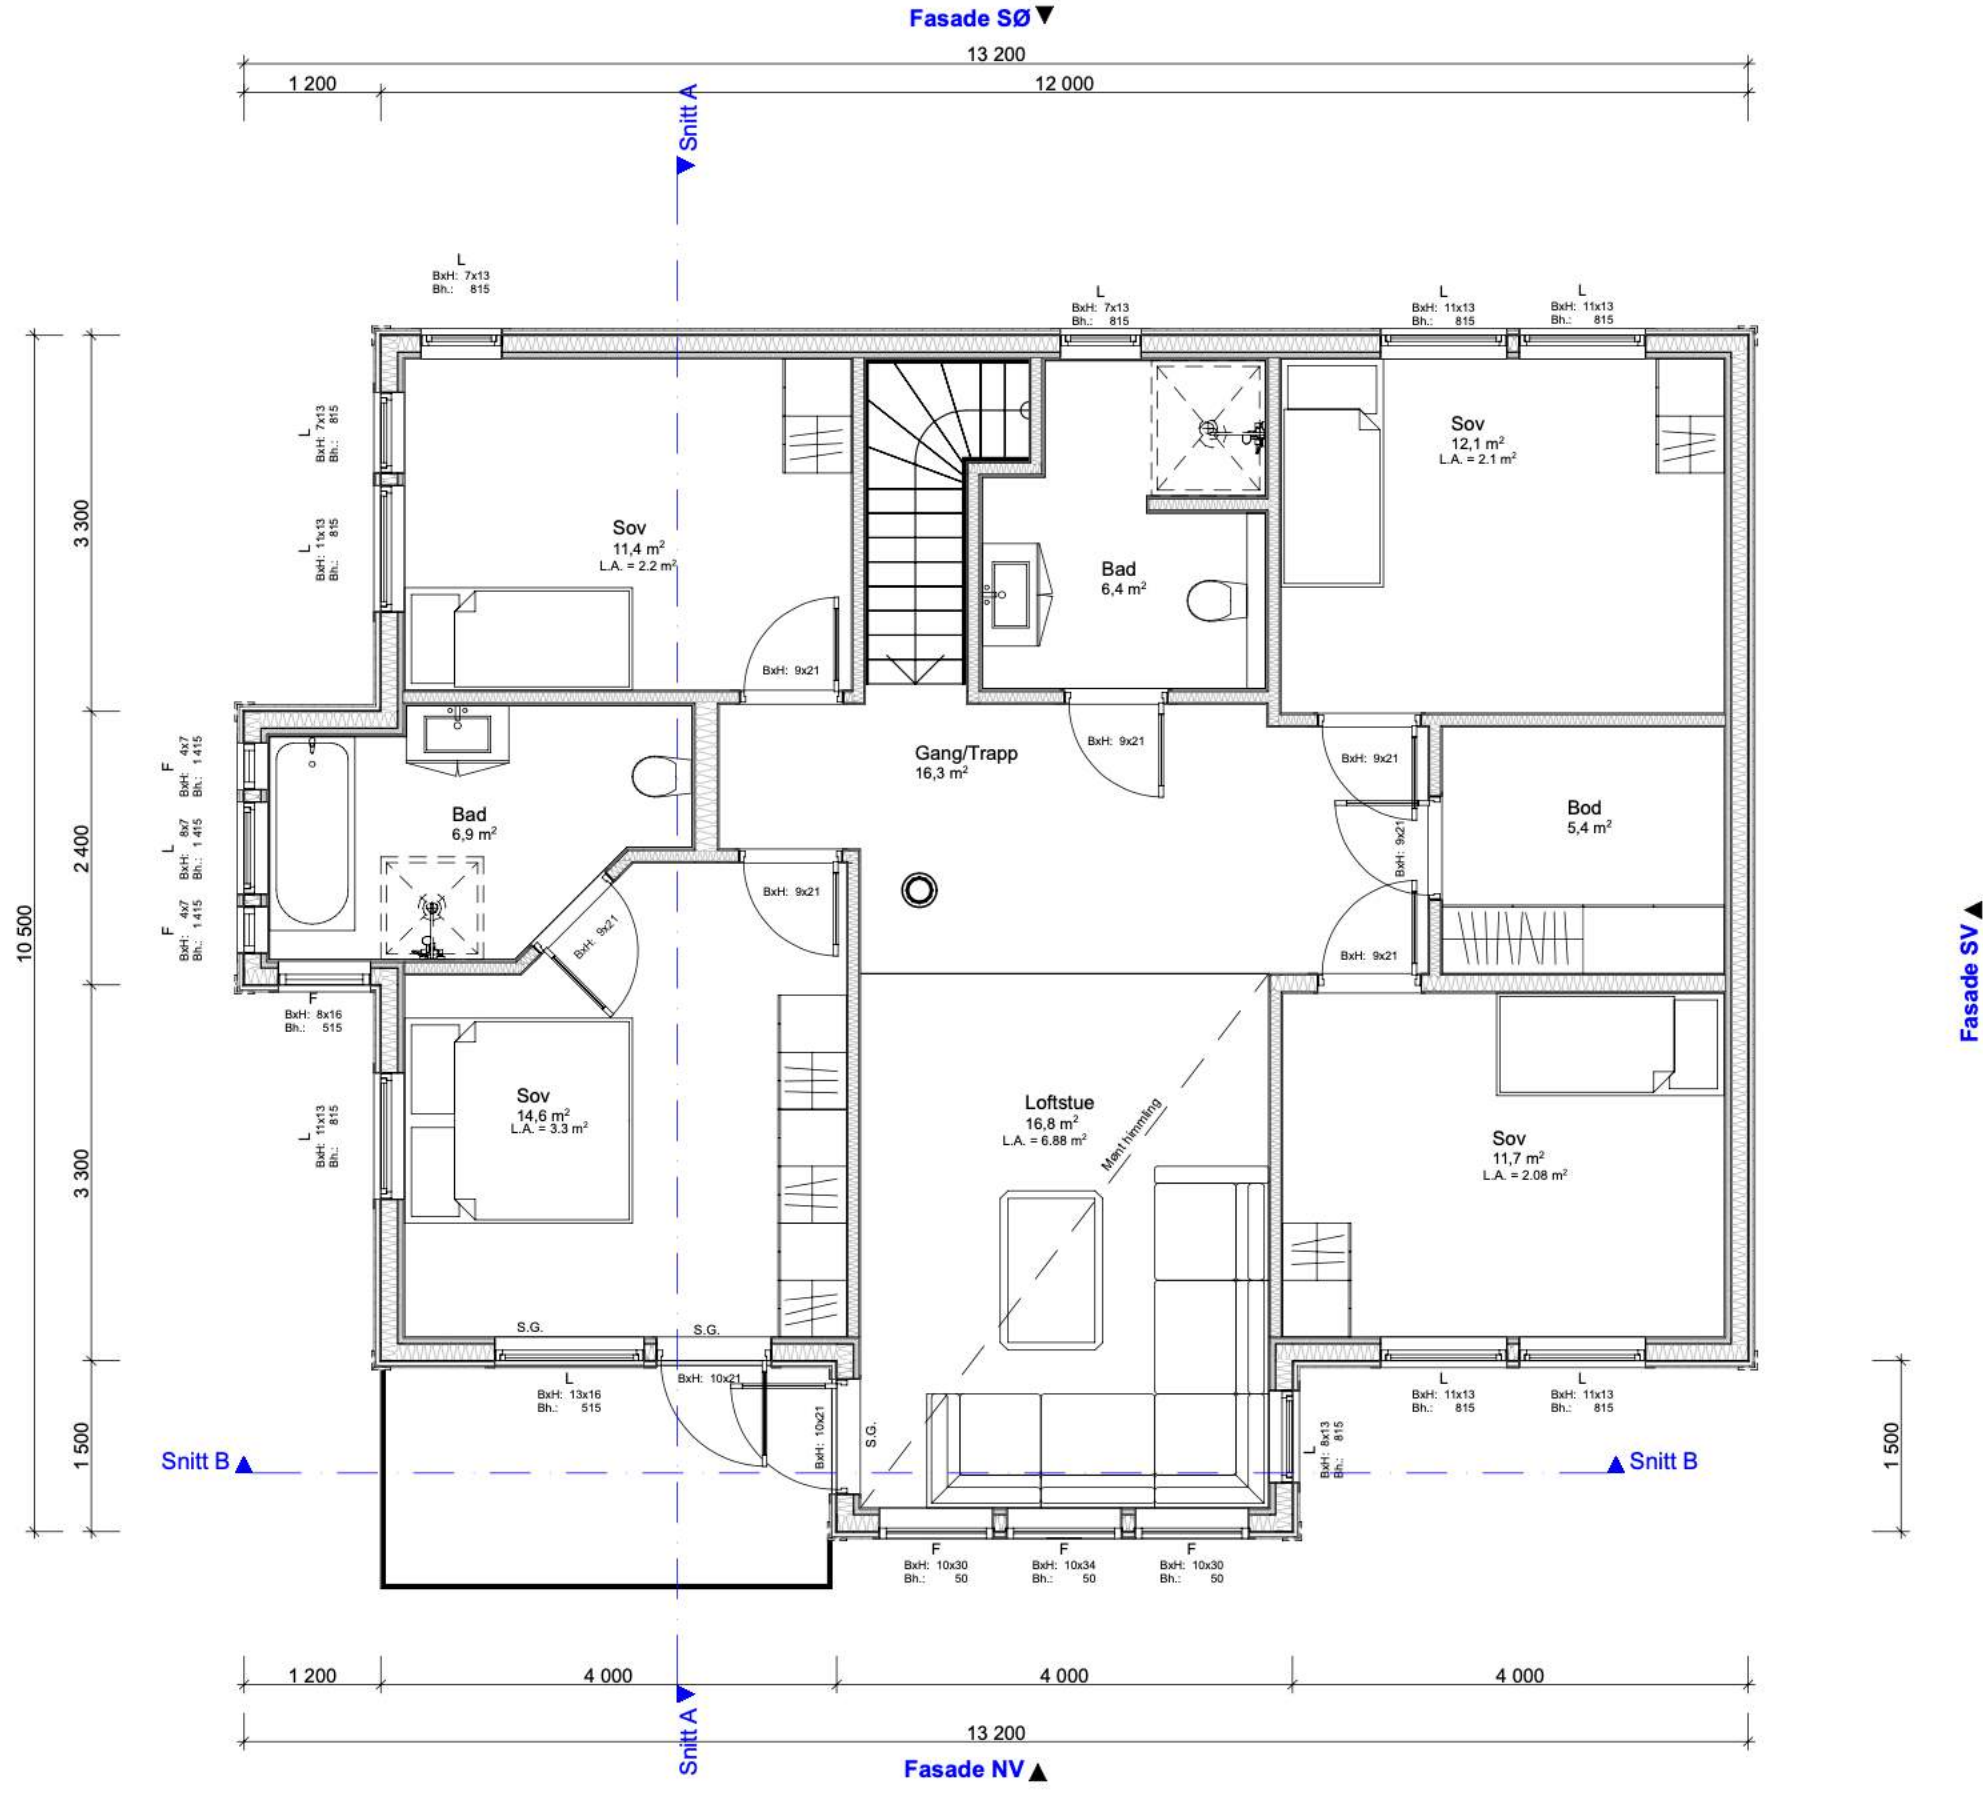 Fasade SØ
13 200
1 200
12 000
Snitt A
L
BxH: 7x13
Bh.: 815
L
BxH: 7x13
Bh.: 815
L
BxH: 11x13
Bh.: 815
L
BxH: 11x13
Bh.: 815
L
BxH: 7x13
Bh.: 815
L
BxH: 11x13
Bh.: 815
3 300
Sov
11,4 m²
L.A. = 2.2 m²
BxH: 9x21
Bad
6,4 m²
Sov
12,1 m²
L.A. = 2.1 m²
BxH: 9x21
Gang/Trapp
16,3 m²
BxH: 9x21
BxH: 9x21
BxH: 9x21
Bod
5,4 m²
F
BxH: 4x7
Bh.: 1 415
L
BxH: 8x7
Bh.: 1 415
F
BxH: 4x7
Bh.: 1 415
2 400
10 500
Bad
6,9 m²
BxH: 9x21
BxH: 9x21
Fasade SV
F
BxH: 8x16
Bh.: 515
L
BxH: 11x13
Bh.: 815
3 300
Sov
14,6 m²
L.A. = 3.3 m²
Loftstue
16,8 m²
L.A. = 6.88 m²
Mønt himmling
Sov
11,7 m²
L.A. = 2.08 m²
S.G.
S.G.
L
BxH: 13x16
Bh.: 515
BxH: 10x21
BxH: 10x21
S.G.
L
BxH: 8x13
Bh.: 815
L
BxH: 11x13
Bh.: 815
L
BxH: 11x13
Bh.: 815
1 500
1 500
Snitt B
Snitt B
F
BxH: 10x30
Bh.: 50
F
BxH: 10x34
Bh.: 50
F
BxH: 10x30
Bh.: 50
1 200
4 000
4 000
4 000
Snitt A
13 200
Fasade NV